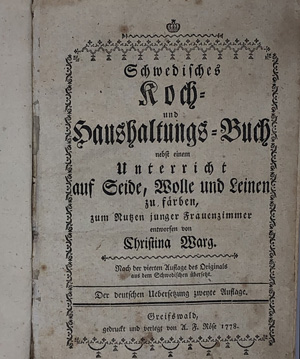 Schwedisches
Koch-
und
Haushaltungs-Buch
nebst einem
Unterricht
auf Seide, Wolle und Leinen
zu färben,
zum Nutzen junger Frauenzimmer
entworfen von
Christina Warg.
Nach der vierten Auflage des Originals
aus dem Schwedischen übersetzt.
Der deutschen Uebersetzung zweyte Auflage.
Greifswald,
gedruckt und verlegt von A. F. Röse 1778.